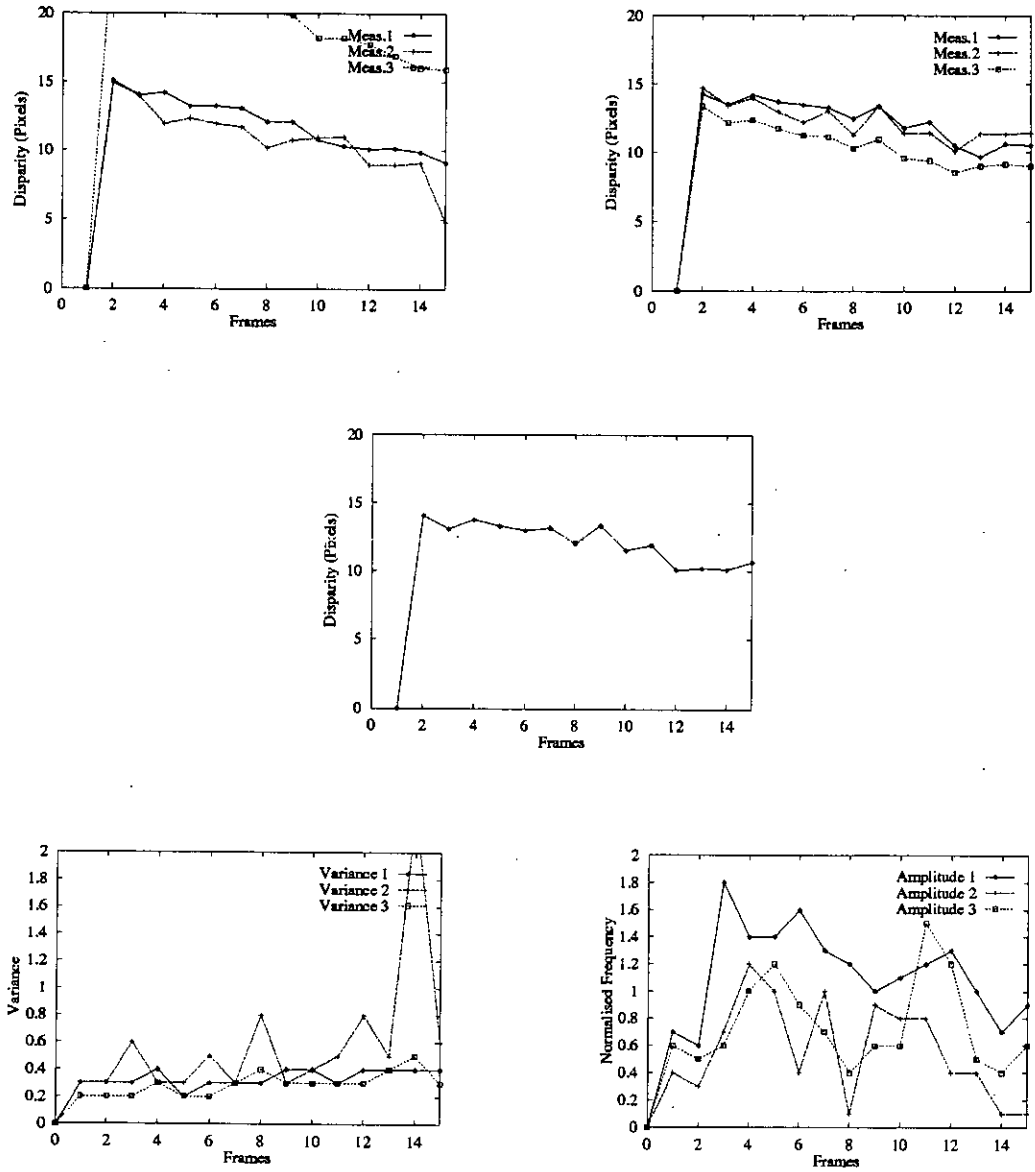 20
15
10
5
0
Disparity (Pixels)
Meas.1
Meas.2
Meas.3
0 2 4 6 8 10 12 14
Frames
20
15
10
5
0
Disparity (Pixels)
Meas.1
Meas.2
Meas.3
0 2 4 6 8 10 12 14
Frames
20
15
10
5
0
Disparity (Pixels)
0 2 4 6 8 10 12 14
Frames
2
1.8
1.6
1.4
1.2
1
0.8
0.6
0.4
0.2
0
Variance
Variance 1
Variance 2
Variance 3
0 2 4 6 8 10 12 14
Frames
2
1.8
1.6
1.4
1.2
1
0.8
0.6
0.4
0.2
0
Normalised Frequency
Amplitude 1
Amplitude 2
Amplitude 3
0 2 4 6 8 10 12 14
Frames